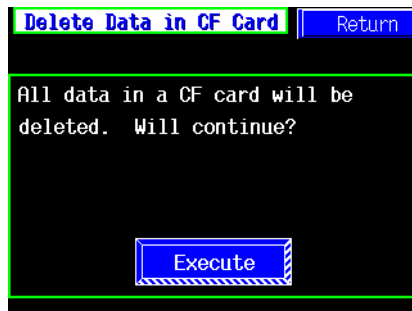 Delete Data in CF Card
Return
All data in a CF card will be
deleted. Will continue?
Execute